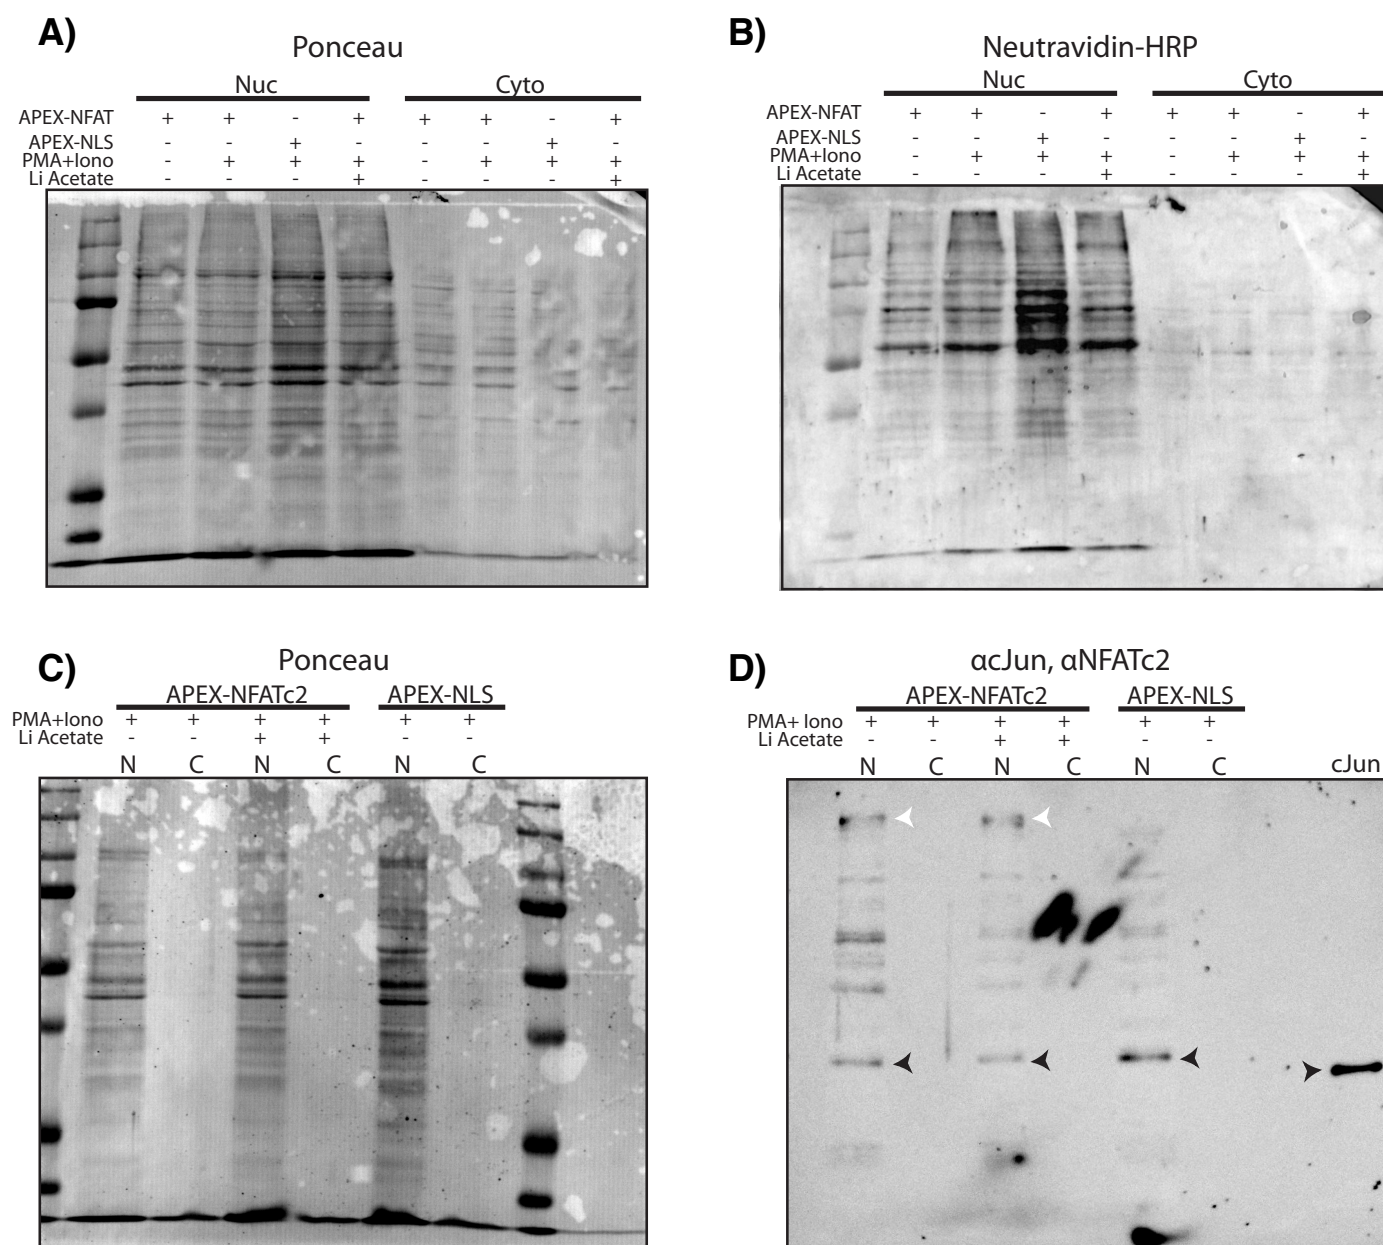 A)
Ponceau
Nuc Cyto
APEX-NFAT + + - + + + - +
APEX-NLS - - + - - - + -
PMA+Iono - + + + - + + +
Li Acetate - - - + - - - +
B)
Neutravidin-HRP
Nuc Cyto
APEX-NFAT + + - + + + - +
APEX-NLS - - + - - - + -
PMA+Iono - + + + - + + +
Li Acetate - - - + - - - +
C)
Ponceau
APEX-NFATc2 APEX-NLS
PMA+Iono + + + + + +
Li Acetate - - + + - -
N C N C N C
D)
αcJun, αNFATc2
APEX-NFATc2 APEX-NLS
PMA+ Iono + + + + + +
Li Acetate - - + + - -
N C N C N C cJun